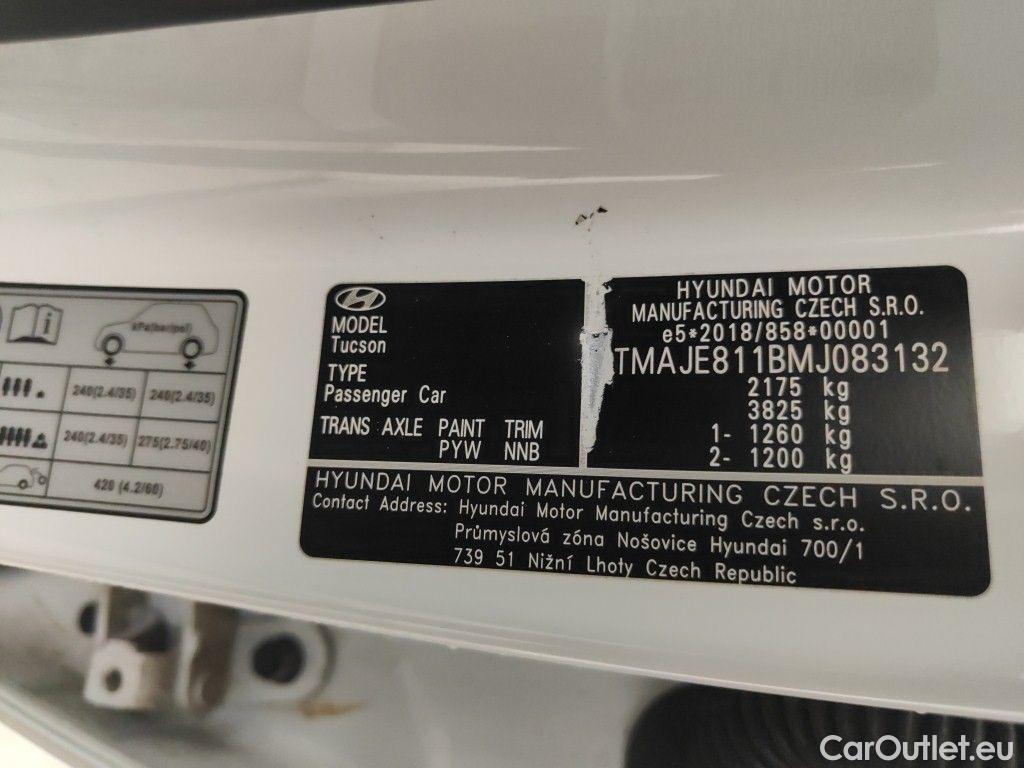 kPa(bar/psi)
240(2.4/35) 240(2.4/35)
240(2.4/35) 275(2.75/40)
420 (4.2/60)
MODEL
Tucson
TYPE
Passenger Car
TRANS AXLE PAINT TRIM
PYW NNB
HYUNDAI MOTOR
MANUFACTURING CZECH S.R.O.
e5*2018/858*00001
TMAJE811BMJ083132
2175 kg
3825 kg
1- 1260 kg
2- 1200 kg
HYUNDAI MOTOR MANUFACTURING CZECH S.R.O.
Contact Address: Hyundai Motor Manufacturing Czech s.r.o.
Průmyslová zóna Nošovice Hyundai 700/1
739 51 Nižní Lhoty Czech Republic
CarOutlet.eu